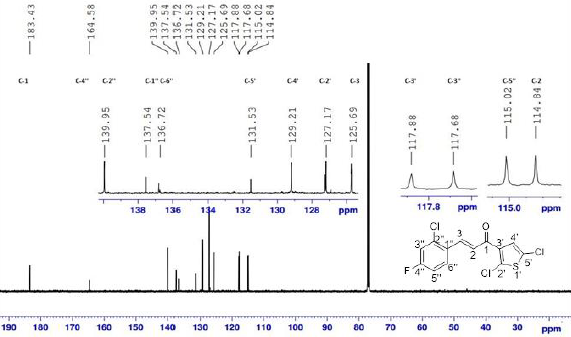 183.43 164.58 139.95 137.54 136.72 131.53 129.21 127.17 125.69 117.88 117.68 115.02 114.84
C-1 C-4'' C-2'' C-1'' C-6'' C-5' C-4' C-2' C-3 C-3' C-3'' C-5'' C-2
139.95 137.54 136.72 131.53 129.21 127.17 125.69 117.88 117.68 115.02 114.84
138 136 134 132 130 128 ppm
117.8 ppm
115.0 ppm
Cl 2'' 3'' 1'' 3 O 4'
F 4'' 5'' 6'' 2 1 3' Cl 5' Cl 2' S 1'
190 180 170 160 150 140 130 120 110 100 90 80 70 60 50 40 30 ppm